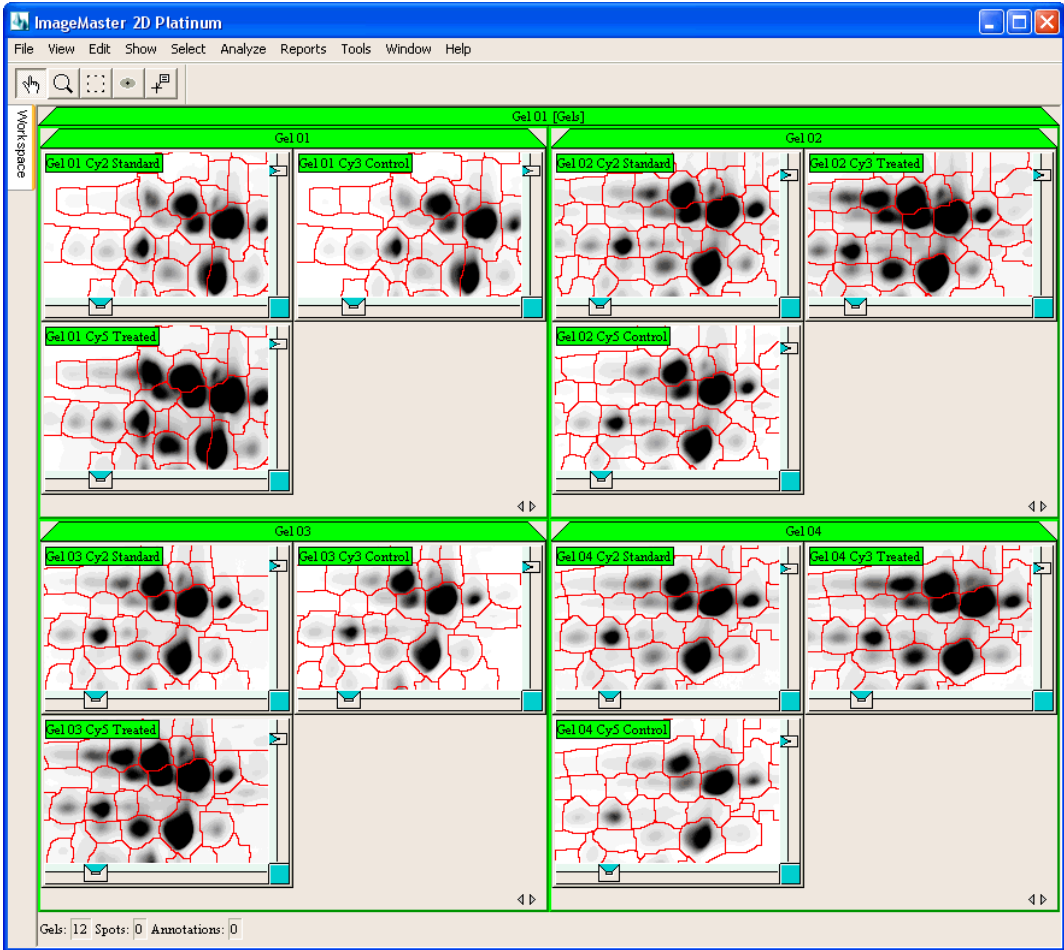 ImageMaster 2D Platinum
File View Edit Show Select Analyze Reports Tools Window Help
Workspace
Gel 01 [Gels]
Gel 01
Gel 02
Gel 01 Cy2 Standard
Gel 01 Cy3 Control
Gel 02 Cy2 Standard
Gel 02 Cy3 Treated
Gel 01 Cy5 Treated
Gel 02 Cy5 Control
Gel 03
Gel 04
Gel 03 Cy2 Standard
Gel 03 Cy3 Control
Gel 04 Cy2 Standard
Gel 04 Cy3 Treated
Gel 03 Cy5 Treated
Gel 04 Cy5 Control
Gels: 12 Spots: 0 Annotations: 0